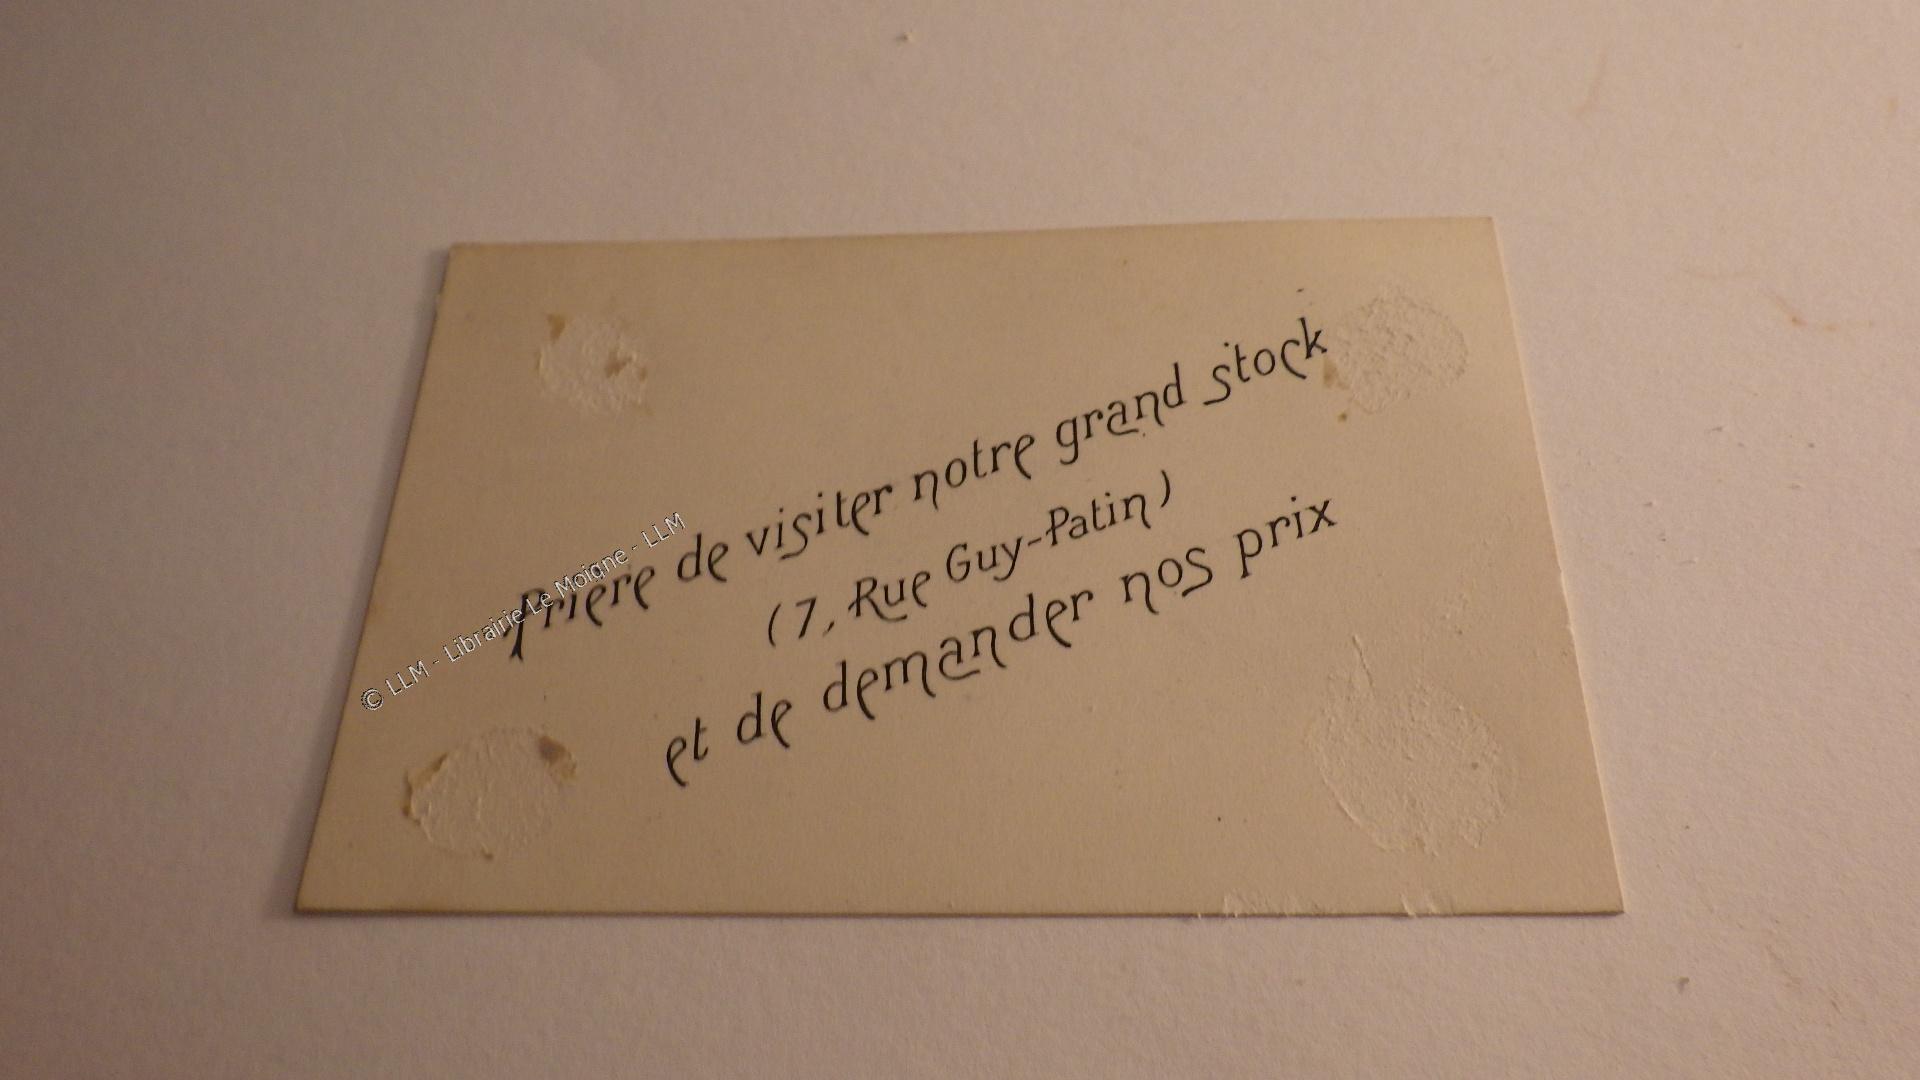 Prière de visiter notre grand stock
(7, Rue Guy-Patin)
et de demander nos prix
© LLM - Librairie Le Moigne - LLM